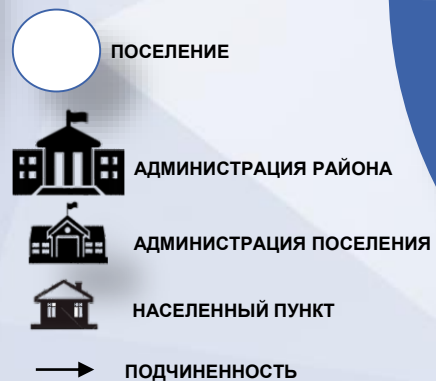 ПОСЕЛЕНИЕ
АДМИНИСТРАЦИЯ РАЙОНА
АДМИНИСТРАЦИЯ ПОСЕЛЕНИЯ
НАСЕЛЕННЫЙ ПУНКТ
ПОДЧИНЕННОСТЬ